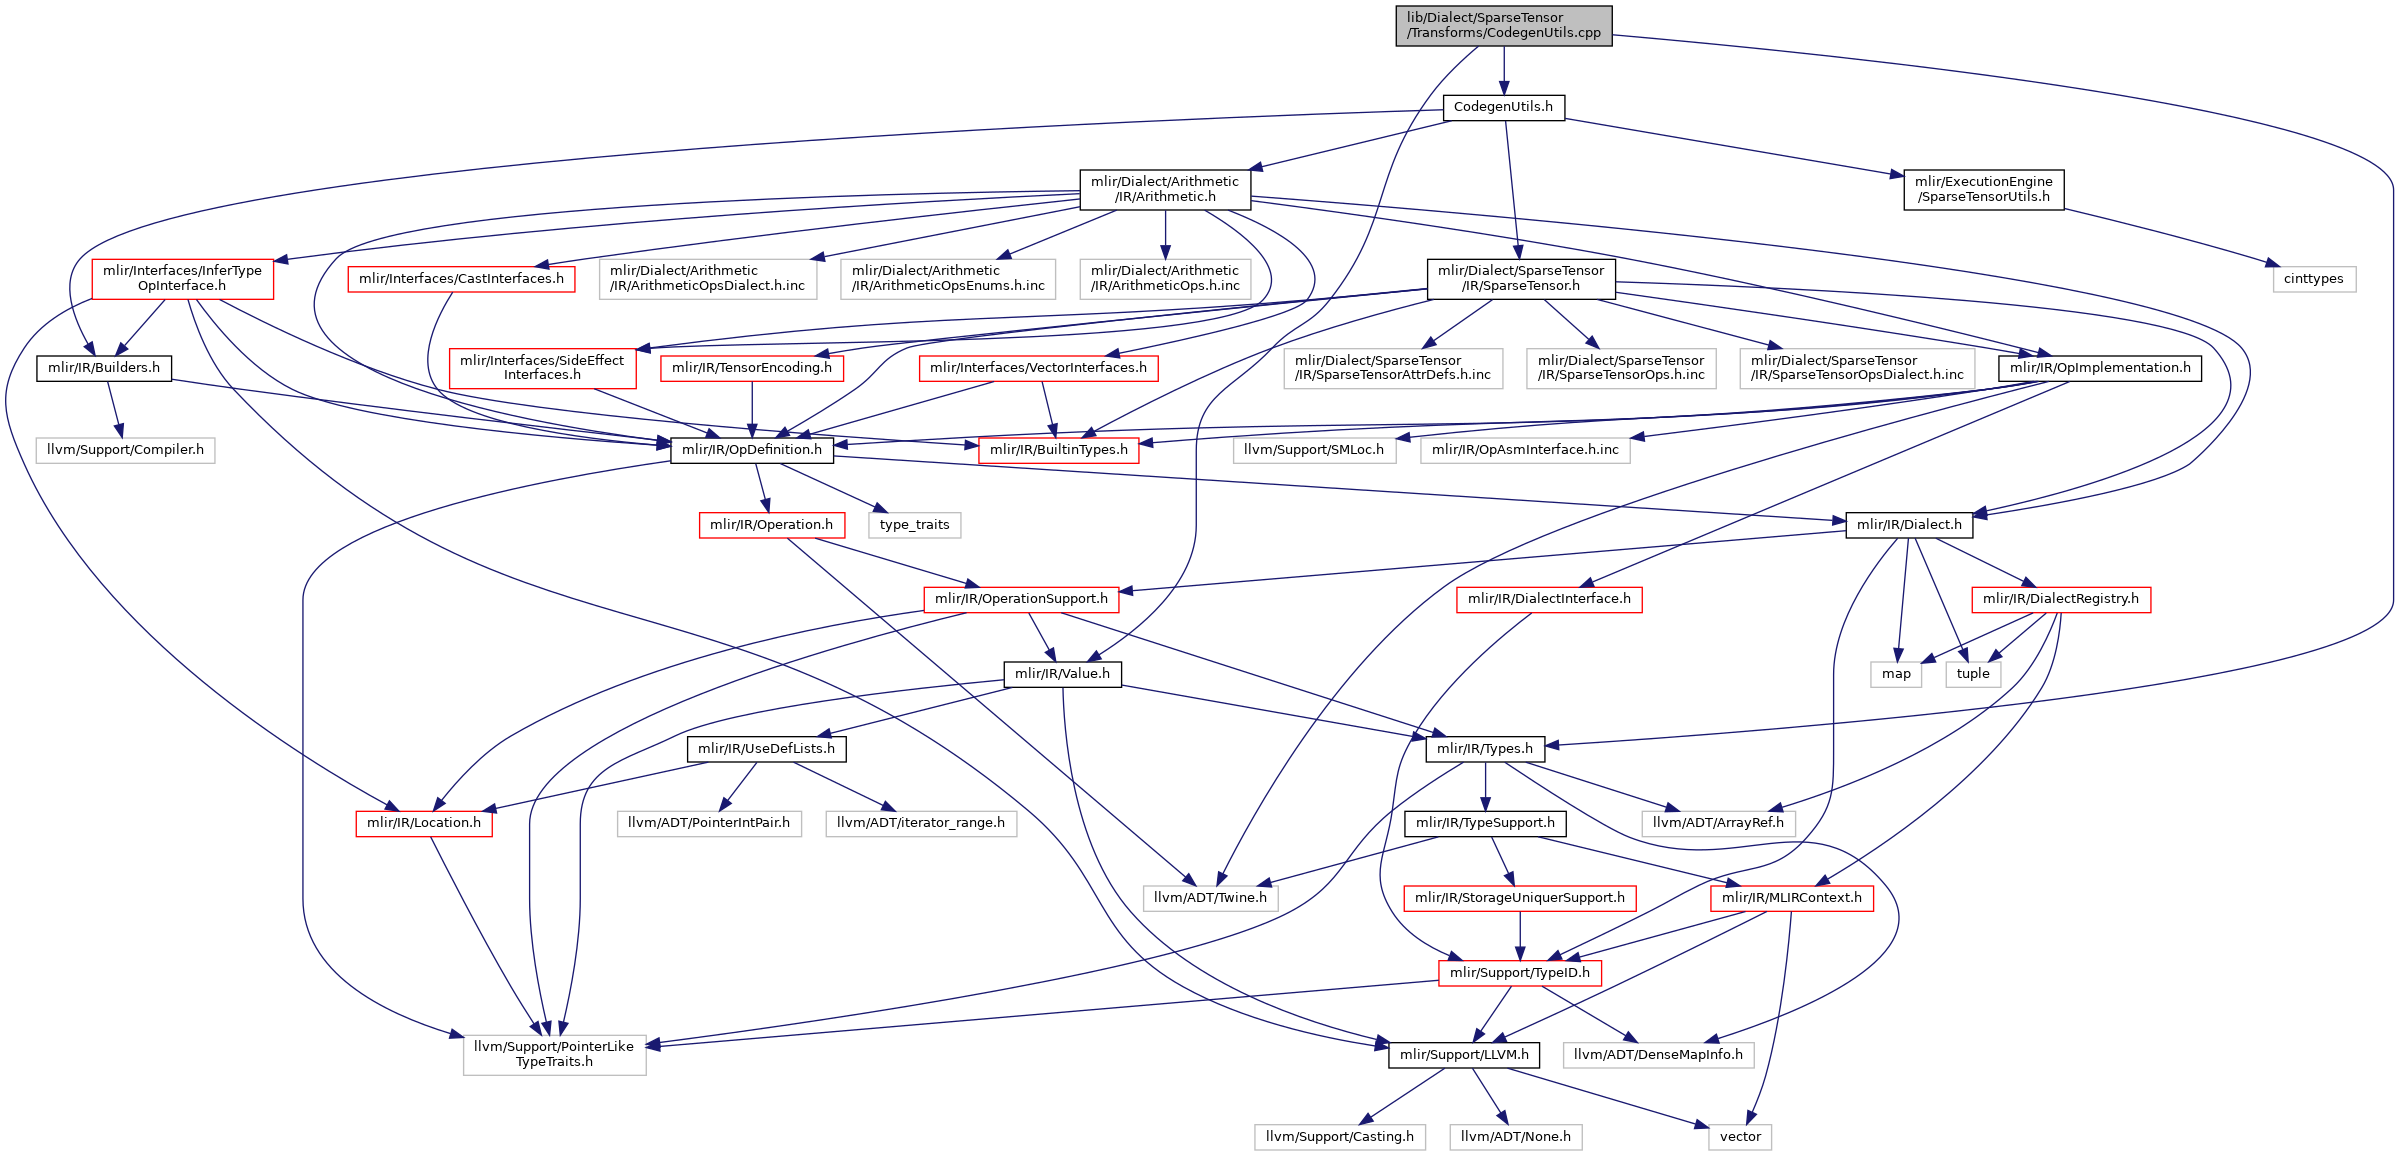 lib/Dialect/SparseTensor
/Transforms/CodegenUtils.cpp
CodegenUtils.h
mlir/Dialect/Arithmetic
/IR/Arithmetic.h
mlir/ExecutionEngine
/SparseTensorUtils.h
mlir/Interfaces/InferType
OpInterface.h
mlir/Interfaces/CastInterfaces.h
mlir/Dialect/Arithmetic
/IR/ArithmeticOpsDialect.h.inc
mlir/Dialect/Arithmetic
/IR/ArithmeticOpsEnums.h.inc
mlir/Dialect/Arithmetic
/IR/ArithmeticOps.h.inc
mlir/Dialect/SparseTensor
/IR/SparseTensor.h
cinttypes
mlir/IR/Builders.h
mlir/Interfaces/SideEffect
Interfaces.h
mlir/IR/TensorEncoding.h
mlir/Interfaces/VectorInterfaces.h
mlir/Dialect/SparseTensor
/IR/SparseTensorAttrDefs.h.inc
mlir/Dialect/SparseTensor
/IR/SparseTensorOps.h.inc
mlir/Dialect/SparseTensor
/IR/SparseTensorOpsDialect.h.inc
mlir/IR/OpImplementation.h
llvm/Support/Compiler.h
mlir/IR/OpDefinition.h
mlir/IR/BuiltinTypes.h
llvm/Support/SMLoc.h
mlir/IR/OpAsmInterface.h.inc
mlir/IR/Operation.h
type_traits
mlir/IR/Dialect.h
mlir/IR/OperationSupport.h
mlir/IR/DialectInterface.h
mlir/IR/DialectRegistry.h
mlir/IR/Value.h
map
tuple
mlir/IR/UseDefLists.h
mlir/IR/Types.h
mlir/IR/Location.h
llvm/ADT/PointerIntPair.h
llvm/ADT/iterator_range.h
mlir/IR/TypeSupport.h
llvm/ADT/ArrayRef.h
llvm/ADT/Twine.h
mlir/IR/StorageUniquerSupport.h
mlir/IR/MLIRContext.h
mlir/Support/TypeID.h
llvm/Support/PointerLike
TypeTraits.h
mlir/Support/LLVM.h
llvm/ADT/DenseMapInfo.h
llvm/Support/Casting.h
llvm/ADT/None.h
vector